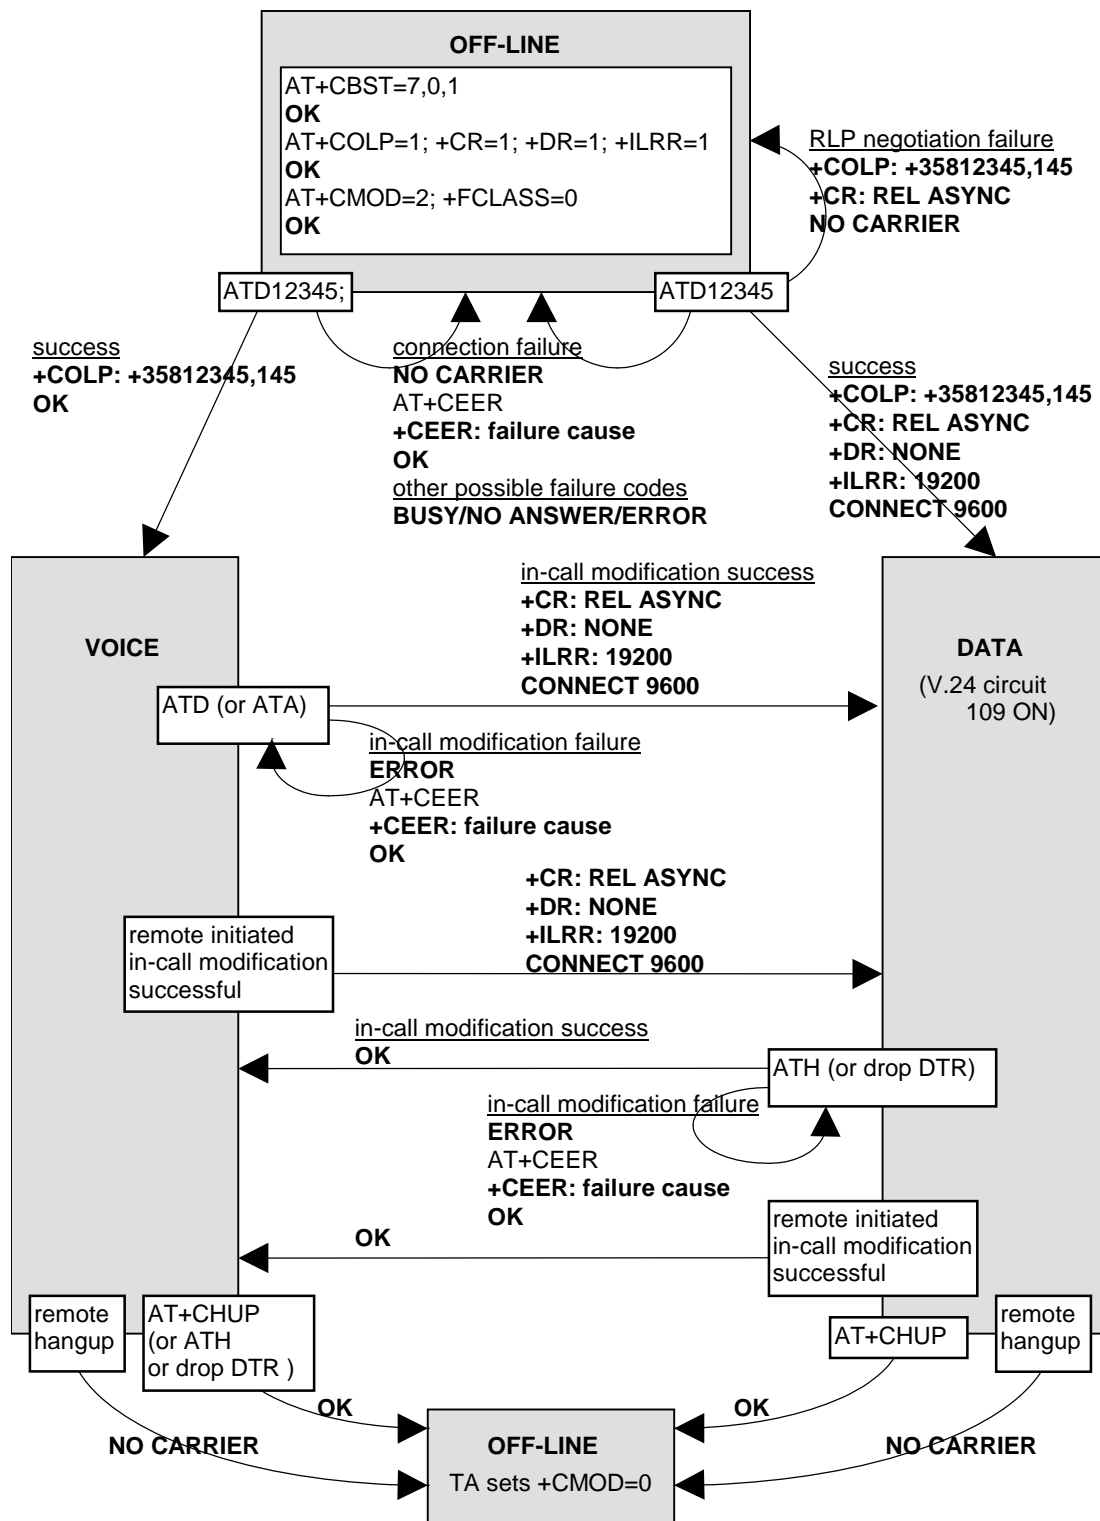 OFF-LINE
AT+CBST=7,0,1
OK
AT+COLP=1; +CR=1; +DR=1; +ILRR=1
OK
AT+CMOD=2; +FCLASS=0
OK
RLP negotiation failure
+COLP: +35812345,145
+CR: REL ASYNC
NO CARRIER
ATD12345;
ATD12345
success
+COLP: +35812345,145
OK
connection failure
NO CARRIER
AT+CEER
+CEER: failure cause
OK
other possible failure codes
BUSY/NO ANSWER/ERROR
success
+COLP: +35812345,145
+CR: REL ASYNC
+DR: NONE
+ILRR: 19200
CONNECT 9600
VOICE
DATA
(V.24 circuit
109 ON)
in-call modification success
+CR: REL ASYNC
+DR: NONE
+ILRR: 19200
CONNECT 9600
ATD (or ATA)
in-call modification failure
ERROR
AT+CEER
+CEER: failure cause
OK
+CR: REL ASYNC
+DR: NONE
+ILRR: 19200
CONNECT 9600
remote initiated
in-call modification
successful
in-call modification success
OK
ATH (or drop DTR)
in-call modification failure
ERROR
AT+CEER
+CEER: failure cause
OK
remote initiated
in-call modification
successful
OK
remote
hangup
AT+CHUP
(or ATH
or drop DTR )
AT+CHUP
remote
hangup
OK
OK
NO CARRIER
NO CARRIER
OFF-LINE
TA sets +CMOD=0